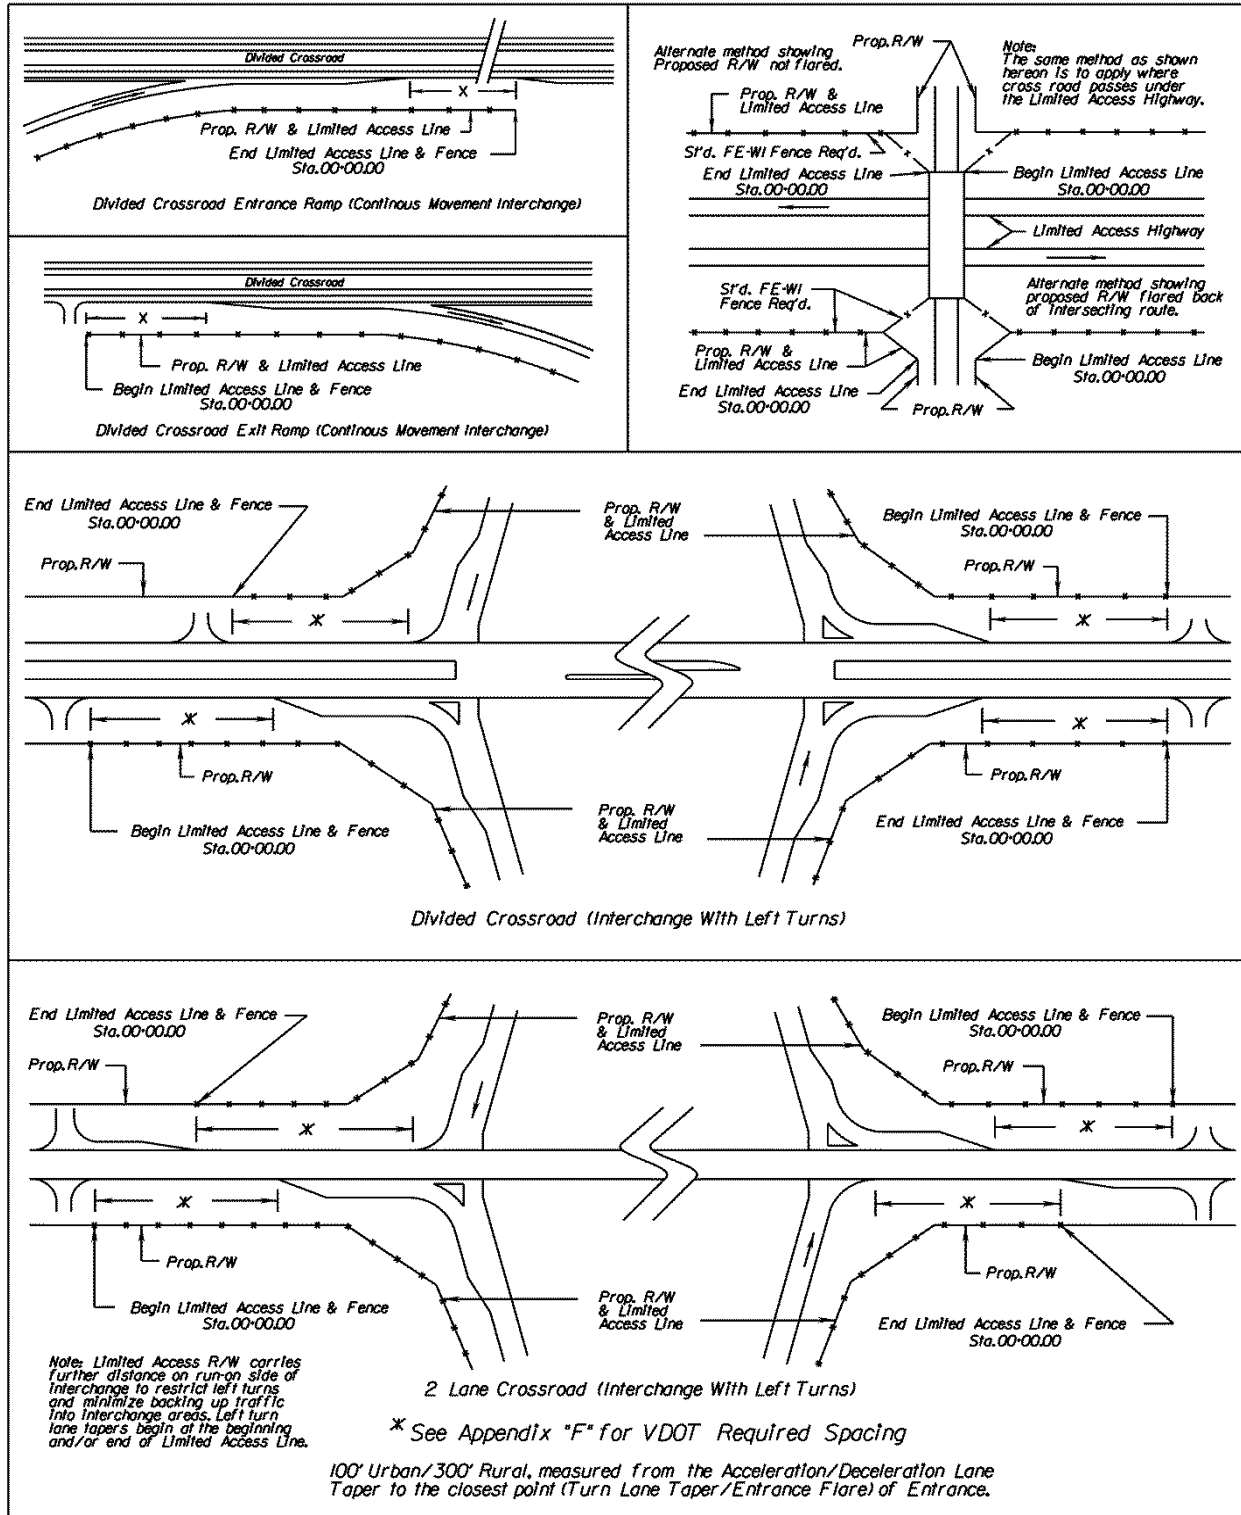 Divided Crossroad
X
Prop. R/W & Limited Access Line
End Limited Access Line & Fence
Sta. 00+00.00
Divided Crossroad Entrance Ramp (Continous Movement Interchange)
Divided Crossroad
X
Prop. R/W & Limited Access Line
Begin Limited Access Line & Fence
Sta. 00+00.00
Divided Crossroad Exit Ramp (Continous Movement Interchange)
Alternate method showing
Proposed R/W not flared.
Prop. R/W
Note:
The same method as shown
hereon is to apply where
cross road passes under
the Limited Access Highway.
Prop. R/W &
Limited Access Line
St'd. FE-W1 Fence Req'd.
End Limited Access Line
Sta. 00+00.00
Begin Limited Access Line
Sta. 00+00.00
Limited Access Highway
St'd. FE-W1
Fence Req'd.
Alternate method showing
proposed R/W flared back
of intersecting route.
Prop. R/W &
Limited Access Line
End Limited Access Line
Sta. 00+00.00
Begin Limited Access Line
Sta. 00+00.00
Prop. R/W
End Limited Access Line & Fence
Sta. 00+00.00
Prop. R/W
Prop. R/W
& Limited
Access Line
Begin Limited Access Line & Fence
Sta. 00+00.00
Prop. R/W
Prop. R/W
Begin Limited Access Line & Fence
Sta. 00+00.00
Prop. R/W
& Limited
Access Line
Prop. R/W
End Limited Access Line & Fence
Sta. 00+00.00
Divided Crossroad (Interchange With Left Turns)
End Limited Access Line & Fence
Sta. 00+00.00
Prop. R/W
Prop. R/W
& Limited
Access Line
Begin Limited Access Line & Fence
Sta. 00+00.00
Prop. R/W
Prop. R/W
Begin Limited Access Line & Fence
Sta. 00+00.00
Prop. R/W
& Limited
Access Line
Prop. R/W
End Limited Access Line & Fence
Sta. 00+00.00
Note: Limited Access R/W carries
further distance on run-on side of
interchange to restrict left turns
and minimize backing up traffic
into interchange areas. Left turn
lane tapers begin at the beginning
and/or end of Limited Access Line.
2 Lane Crossroad (Interchange With Left Turns)
* See Appendix "F" for VDOT Required Spacing
100' Urban/300' Rural, measured from the Acceleration/Deceleration Lane
Taper to the closest point (Turn Lane Taper/Entrance Flare) of Entrance.